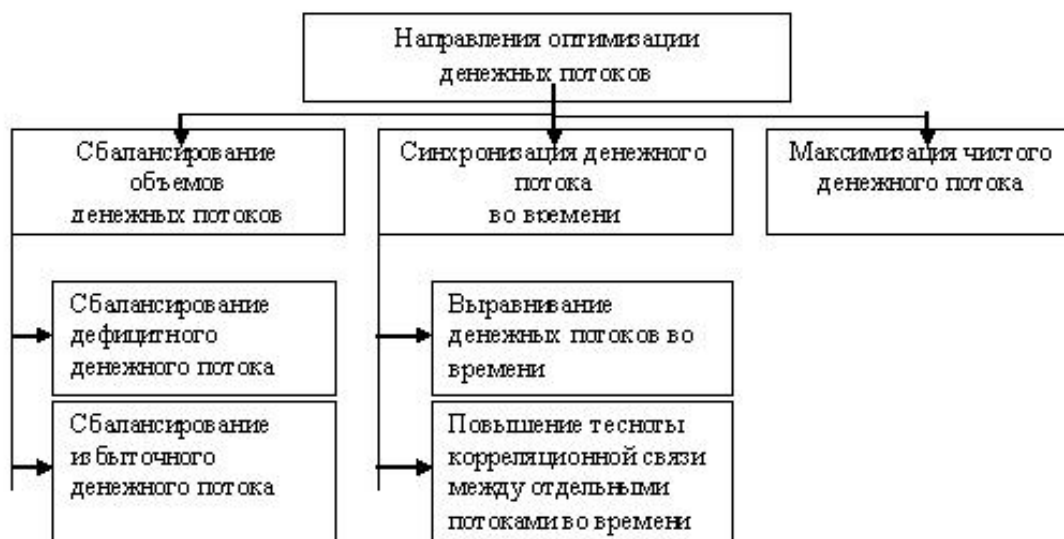 Направления оптимизации
денежных потоков
Сбалансирование
объемов
денежных потоков
Синхронизация денежного
потока
во времени
Максимизация чистого
денежного потока
Сбалансирование
дефицитного
денежного потока
Выравнивание
денежных потоков во
времени
Сбалансирование
избыточного
денежного потока
Повышение тесноты
корреляционной связи
между отдельными
потоками во времени